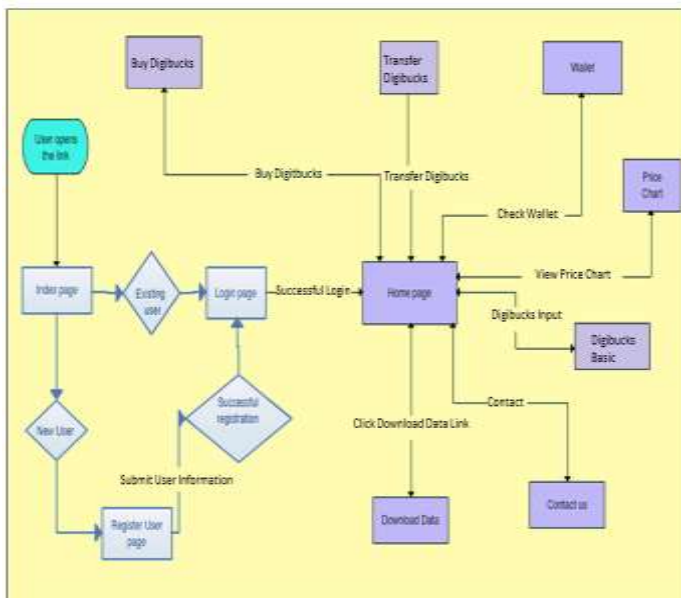 Buy Digibucks
Transfer
Digibucks
Wallet
User opens
the link
Buy Digitbucks
Transfer Digibucks
Price
Chart
Check Wallet
Index page
Existing
user
Login page
Successful Login
Home page
View Price Chart
Digibucks Input
Digibucks
Basic
New User
Successful
registration
Contact
Click Download Data Link
Submit User Information
Register User
page
Download Data
Contact us